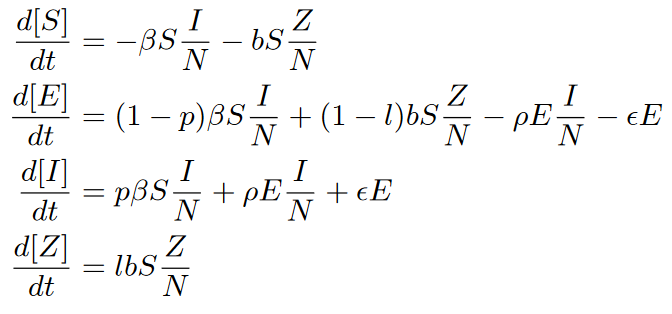 d[S]/dt = −βS I/N − bS Z/N
d[E]/dt = (1 − p)βS I/N + (1 − l)bS Z/N − ρE I/N − ϵE
d[I]/dt = pβS I/N + ρE I/N + ϵE
d[Z]/dt = lbS Z/N